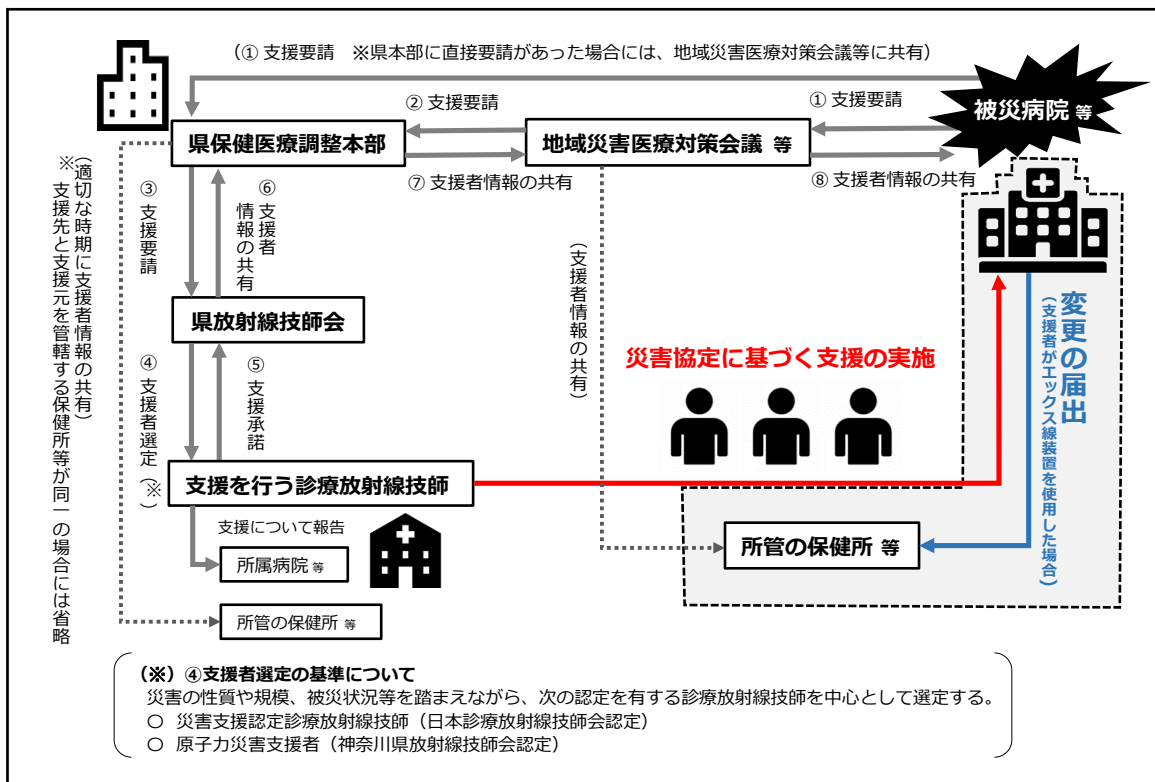 （① 支援要請　※県本部に直接要請があった場合には、地域災害医療対策会議等に共有）
② 支援要請
① 支援要請
被災病院 等
県保健医療調整本部
地域災害医療対策会議 等
⑦ 支援者情報の共有
⑧ 支援者情報の共有
（適切な時期に支援者情報の共有）
※ 支援先と支援元を管轄する保健所等が同一の場合には省略
③ 支援要請
⑥ 支援者
情報の共有
（支援者情報の共有）
県放射線技師会
変更の届出
（支援者がエックス線装置を使用した場合）
災害協定に基づく支援の実施
④ 支援者選定（※）
⑤ 支援承諾
支援を行う診療放射線技師
支援について報告
所属病院 等
所管の保健所 等
所管の保健所 等
（※）④支援者選定の基準について
災害の性質や規模、被災状況等を踏まえながら、次の認定を有する診療放射線技師を中心として選定する。
○ 災害支援認定診療放射線技師（日本診療放射線技師会認定）
○ 原子力災害支援者（神奈川県放射線技師会認定）